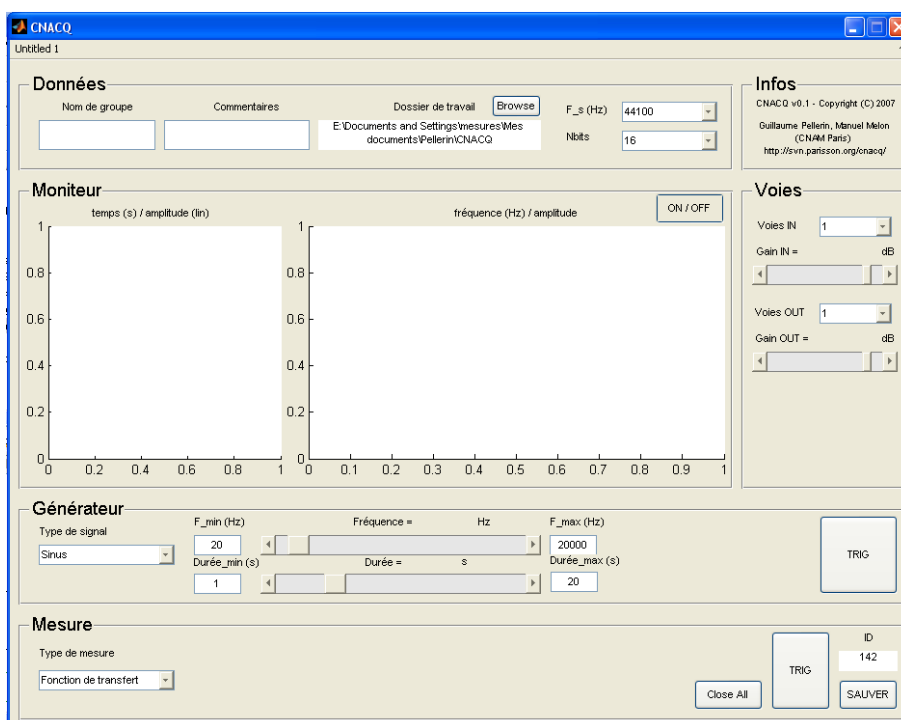 CNACQ
Untitled 1
Données
Nom de groupe
Commentaires
Dossier de travail
Browse
E:\Documents and Settings\mesures\Mes
documents\Pellerin\CNACQ
F_s (Hz)
44100
Nbits
16
Infos
CNACQ v0.1 - Copyright (C) 2007
Guillaume Pellerin, Manuel Melon
(CNAM Paris)
http://svn.parisson.org/cnacq/
Moniteur
temps (s) / amplitude (lin)
1
0.8
0.6
0.4
0.2
0
0 0.2 0.4 0.6 0.8 1
fréquence (Hz) / amplitude
ON / OFF
1
0.8
0.6
0.4
0.2
0
0 0.1 0.2 0.3 0.4 0.5 0.6 0.7 0.8 0.9 1
Voies
Voies IN 1
Gain IN = dB
Voies OUT 1
Gain OUT = dB
Générateur
Type de signal
Sinus
F_min (Hz)
20
Fréquence = Hz
F_max (Hz)
20000
Durée_min (s)
1
Durée = s
Durée_max (s)
20
TRIG
Mesure
Type de mesure
Fonction de transfert
Close All
TRIG
ID
142
SAUVER